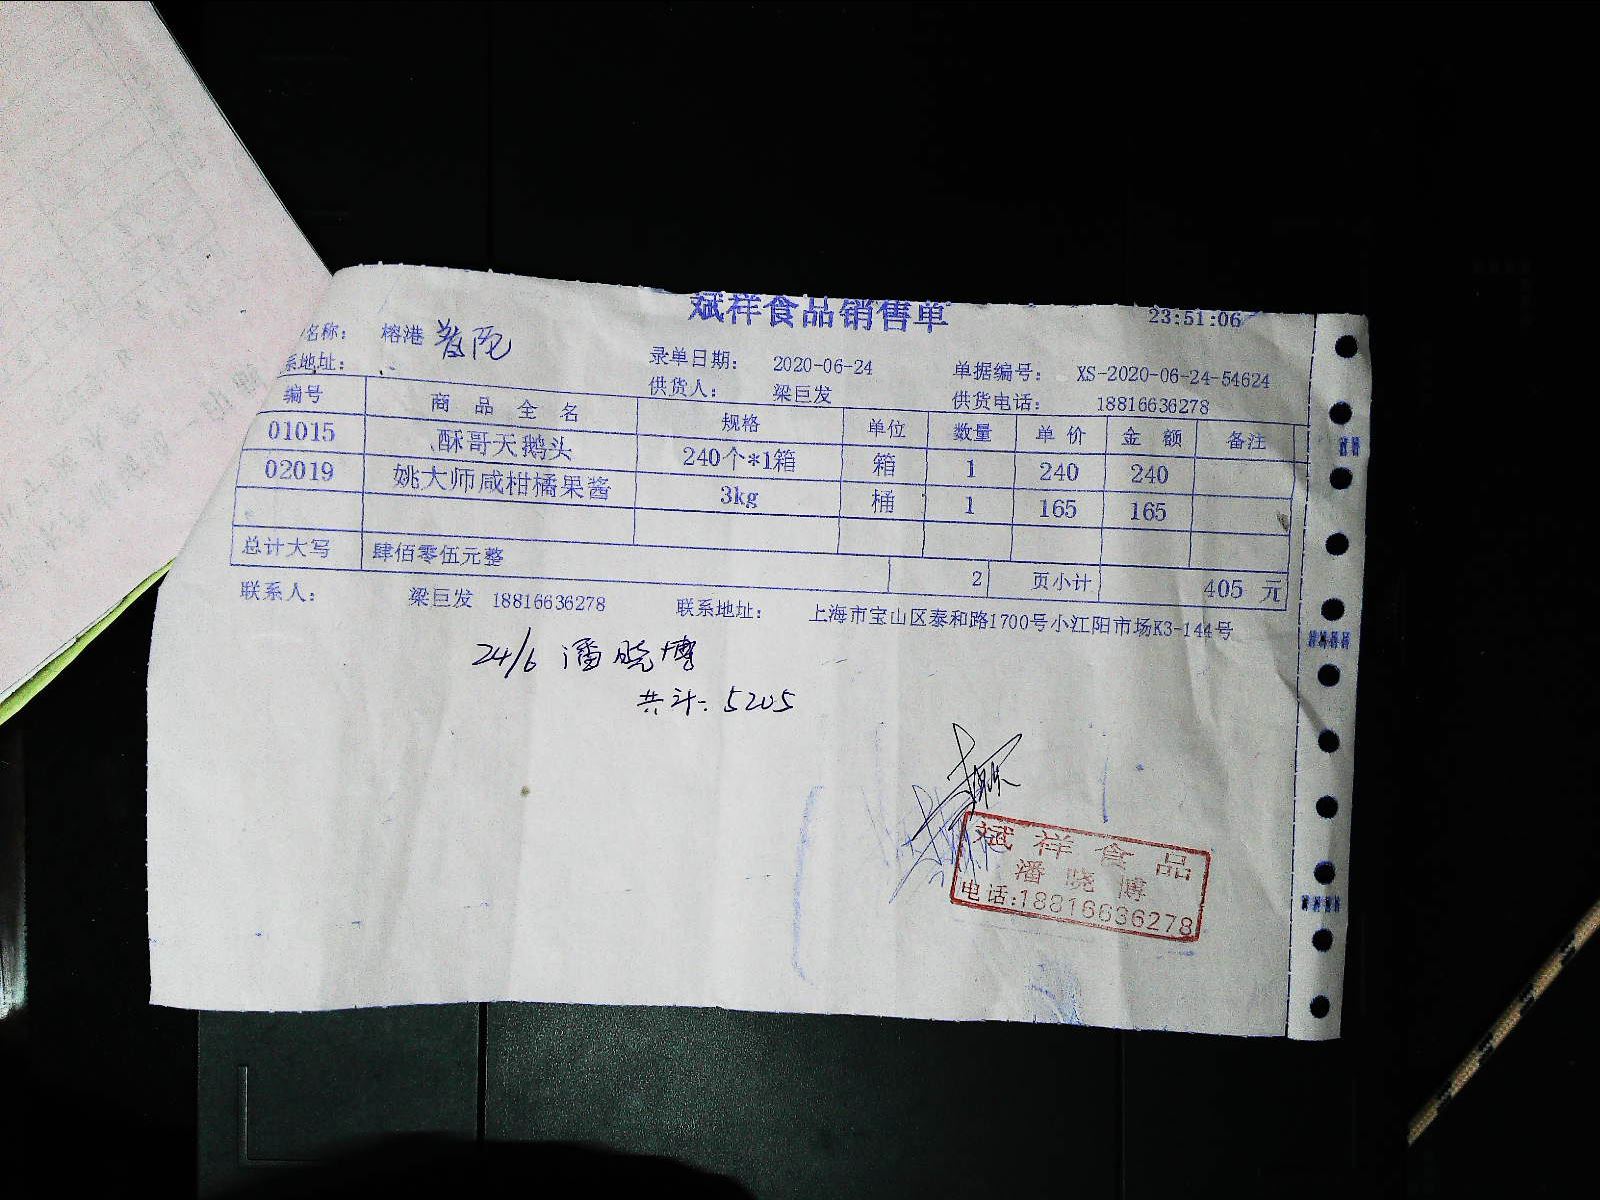 斌祥食品销售单 23:51:06
名称: 榕港 普陀 录单日期: 2020-06-24 单据编号: XS-2020-06-24-54624
系地址: 供货人: 梁巨发 供货电话: 18816636278
编号 商品全名 规格 单位 数量 单价 金额 备注
01015 酥哥天鹅头 240个*1箱 箱 1 240 240
02019 姚大师咸柑橘果酱 3kg 桶 1 165 165
总计大写 肆佰零伍元整 2 页小计 405 元
联系人: 梁巨发 18816636278 联系地址: 上海市宝山区泰和路1700号小江阳市场K3-144号
24/6 潘晓博
共计: 5205
斌祥食品
潘晓博
电话:18816636278